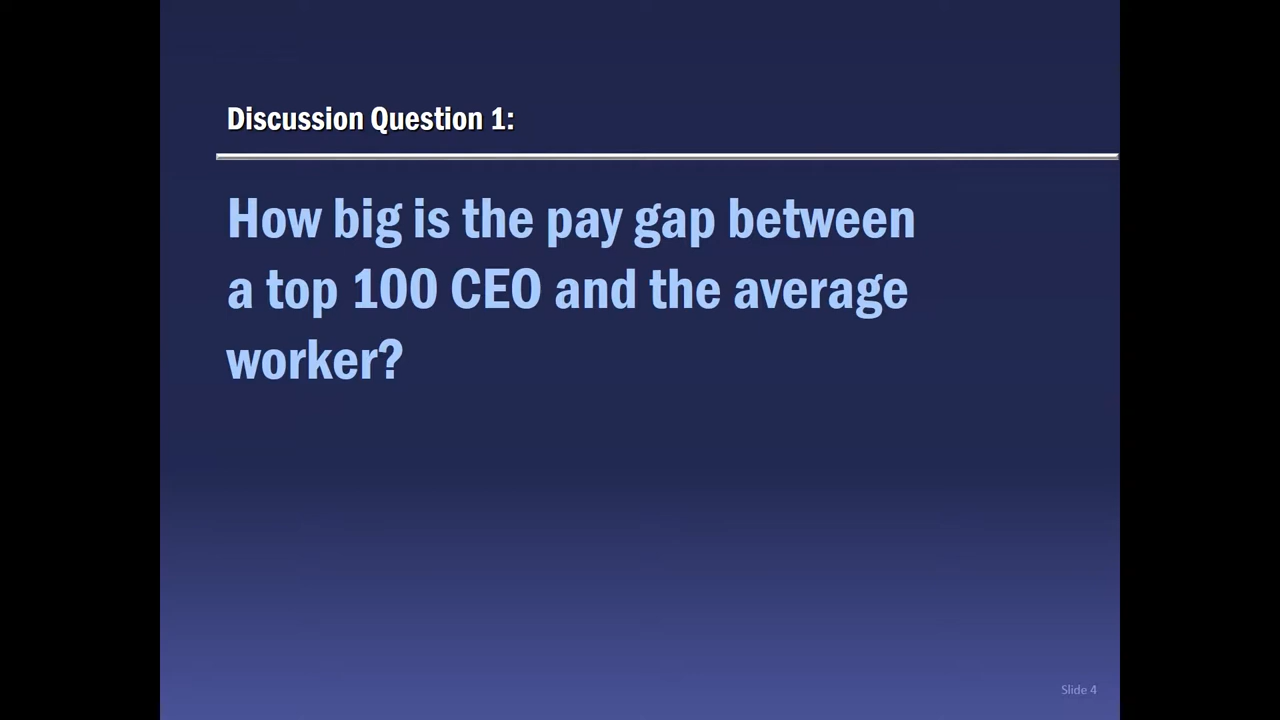 Discussion Question 1:
How big is the pay gap between
a top 100 CEO and the average
worker?
Slide 4